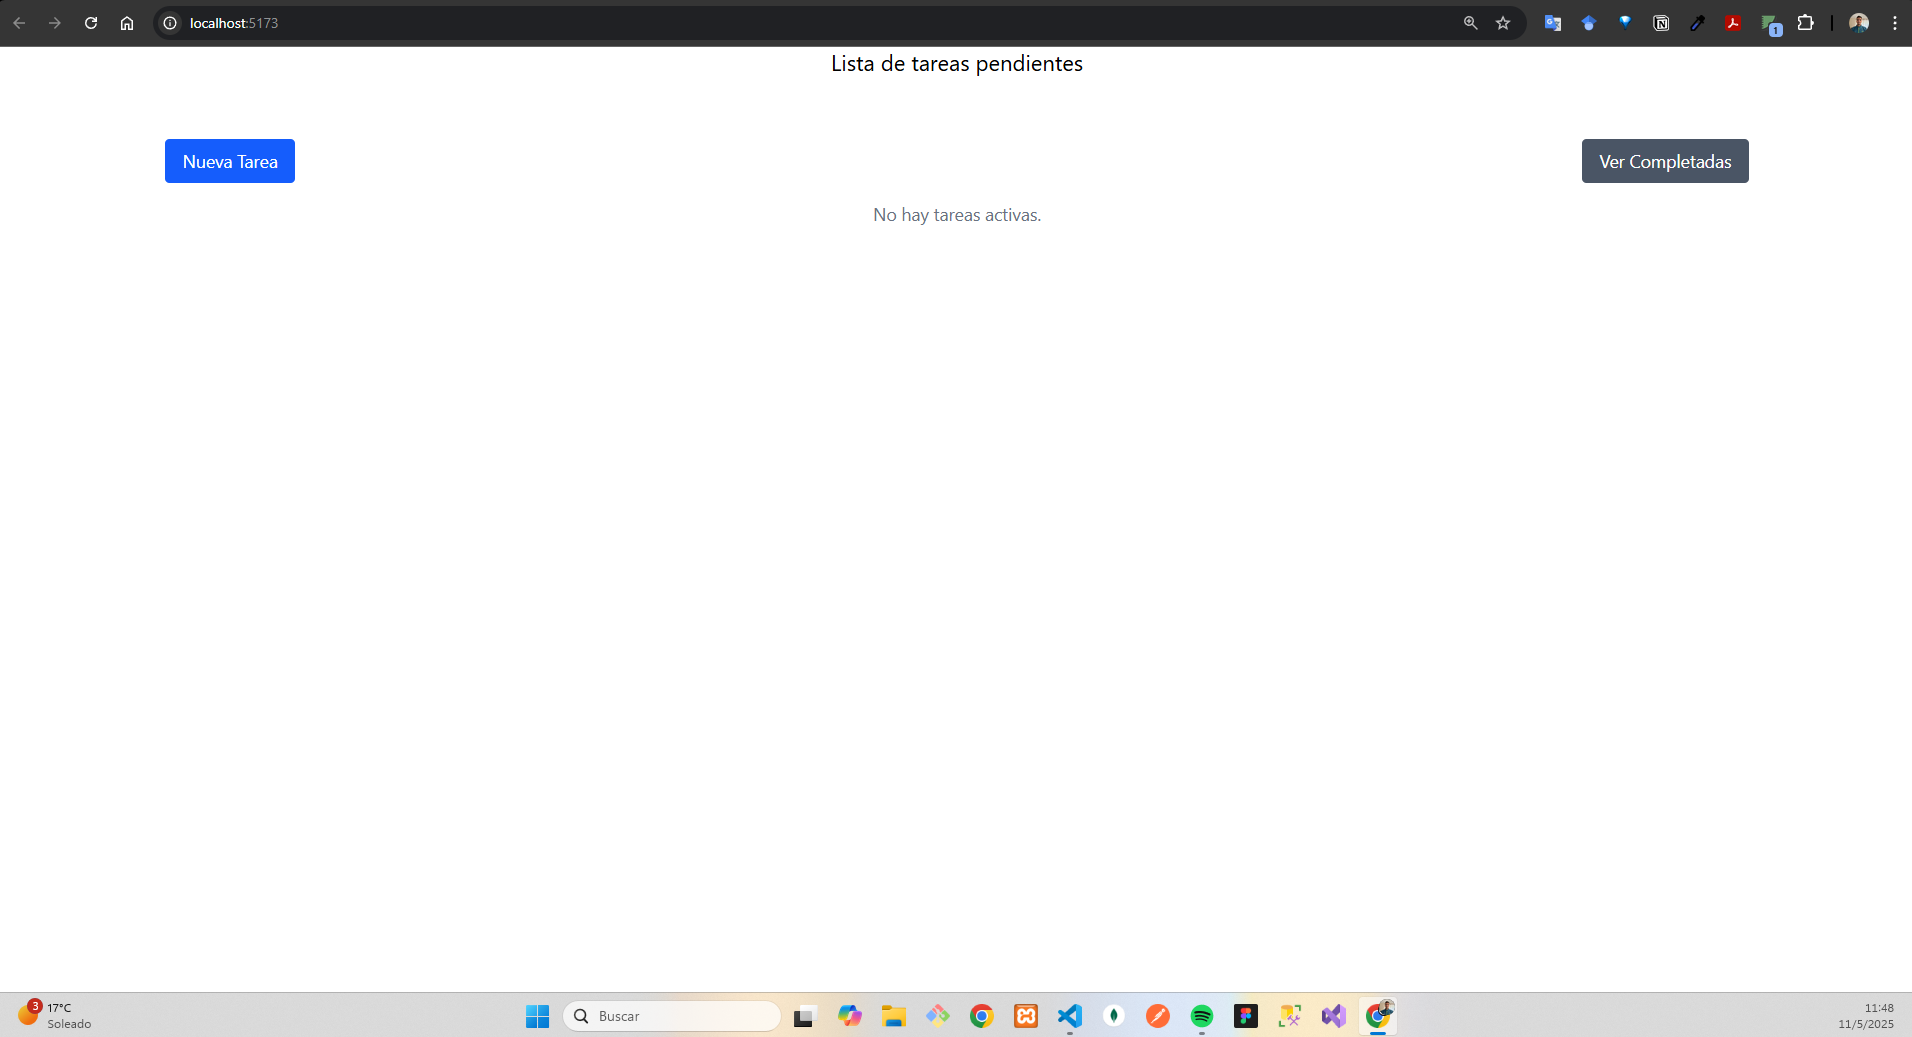 localhost:5173
1
Lista de tareas pendientes
Nueva Tarea
Ver Completadas
No hay tareas activas.
3
17°C
Soleado
Buscar
11:48
11/5/2025